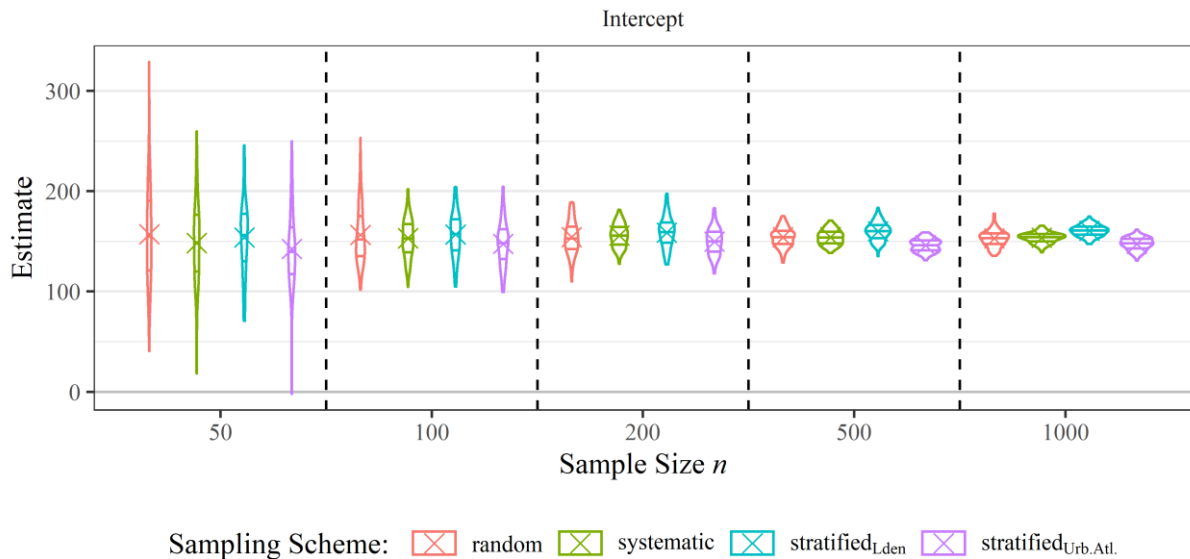 Intercept
300
200
100
0
Estimate
50 100 200 500 1000
Sample Size n
Sampling Scheme: random systematic stratifiedLden stratifiedUrb.Atl.